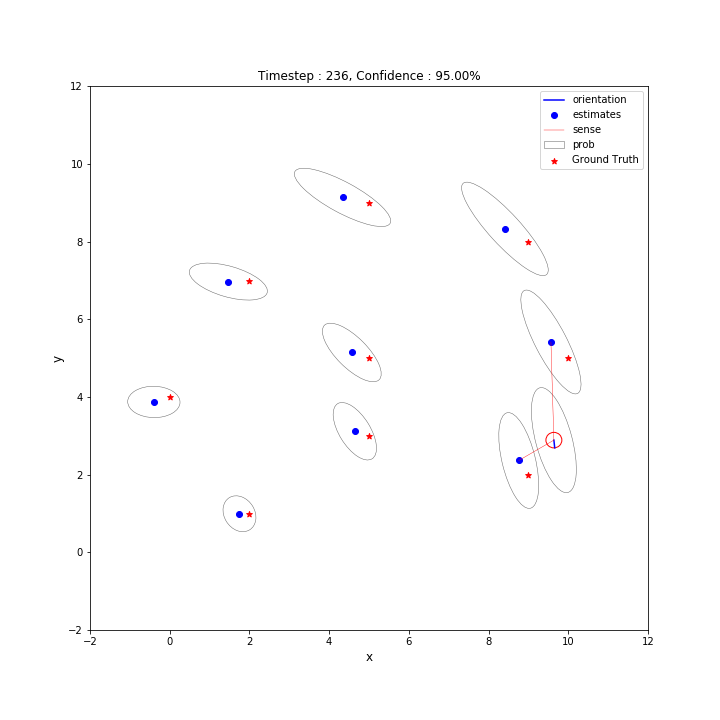 Timestep : 236, Confidence : 95.00%
orientation
estimates
sense
prob
Ground Truth
12
10
8
6
4
2
0
−2
y
−2 0 2 4 6 8 10 12
x